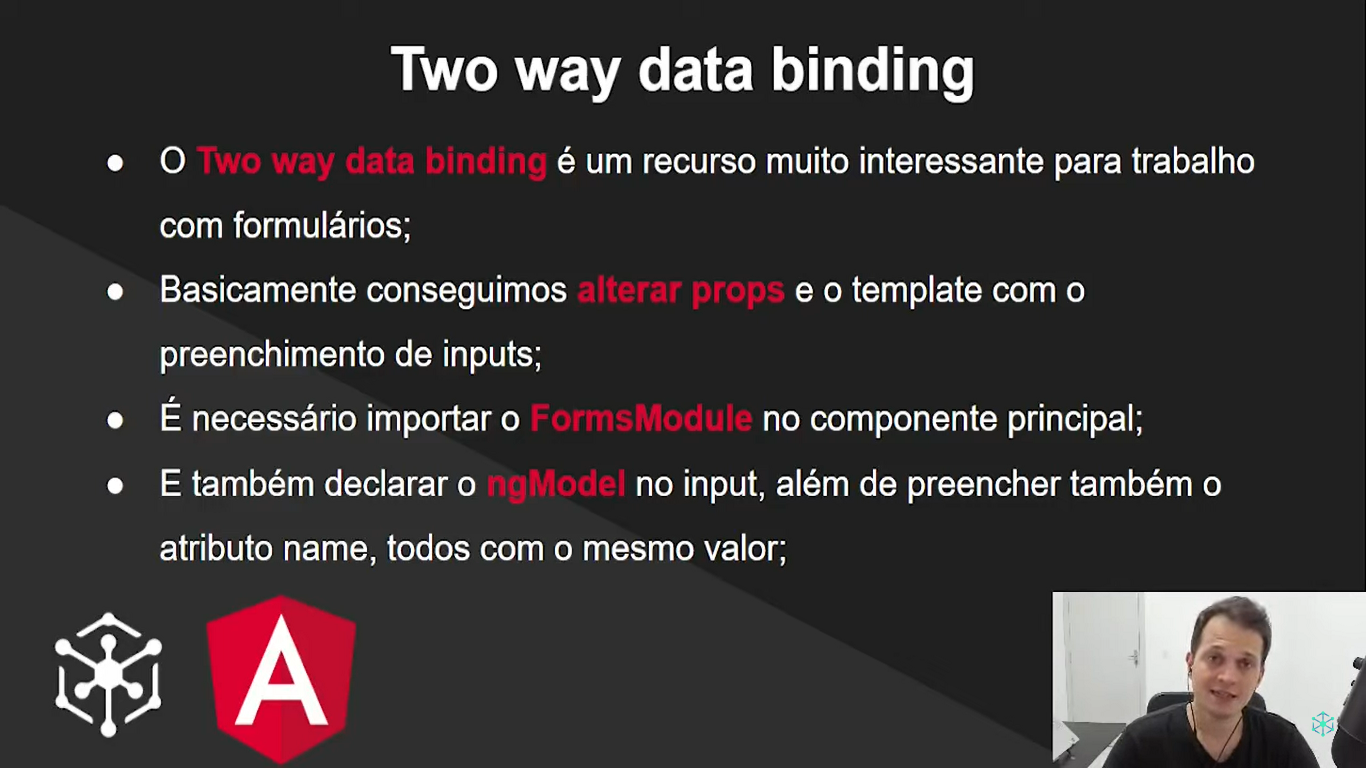 Two way data binding
● O Two way data binding é um recurso muito interessante para trabalho
com formulários;
● Basicamente conseguimos alterar props e o template com o
preenchimento de inputs;
● É necessário importar o FormsModule no componente principal;
● E também declarar o ngModel no input, além de preencher também o
atributo name, todos com o mesmo valor;
A